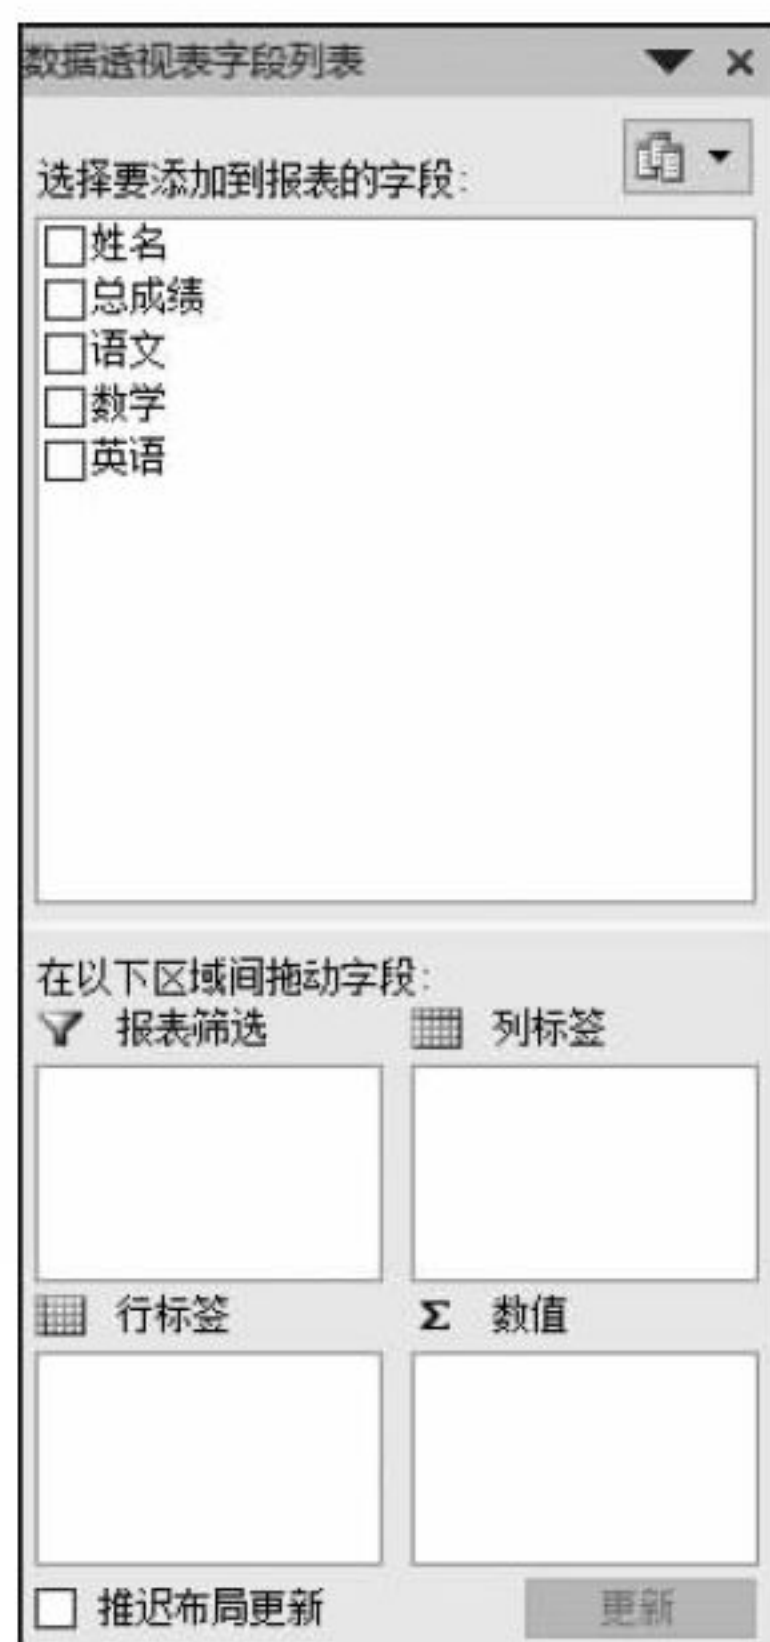 数据透视表字段列表
选择要添加到报表的字段:
姓名
总成绩
语文
数学
英语
在以下区域间拖动字段:
报表筛选 列标签
行标签 Σ 数值
推迟布局更新 更新